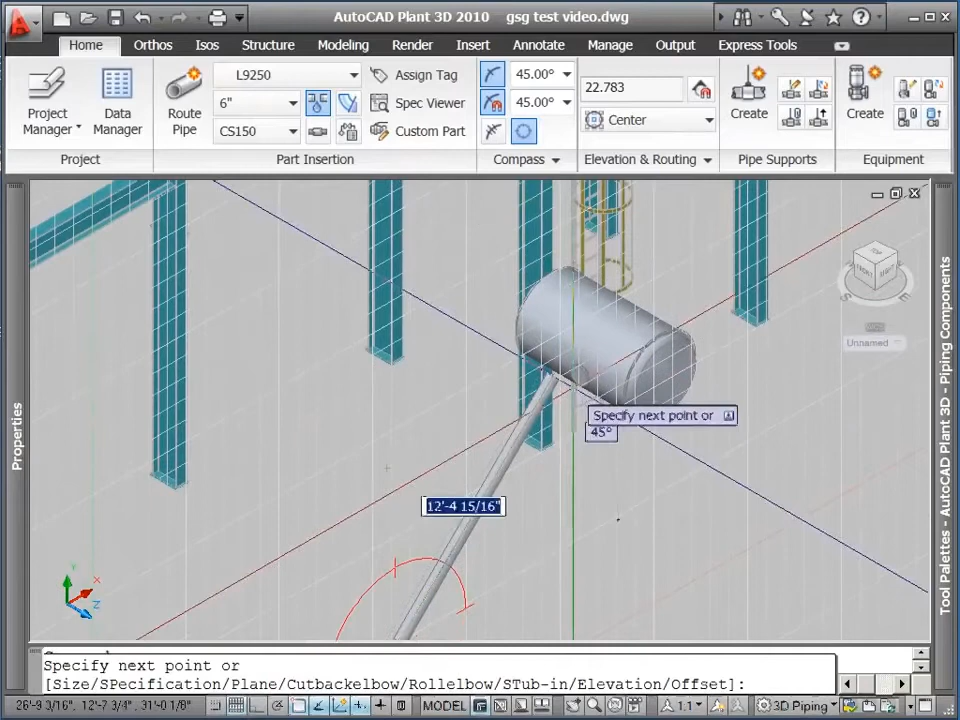 AutoCAD Plant 3D 2010 gsg test video.dwg
Home Orthos Isos Structure Modeling Render Insert Annotate Manage Output Express Tools
Project Manager
Data Manager
Route Pipe
L9250
6"
CS150
Assign Tag
Spec Viewer
Custom Part
45.00°
45.00°
22.783
Center
Create
Create
Project Part Insertion Compass Elevation & Routing Pipe Supports Equipment
Properties
Tool Palettes - Plant 3D - Piping Components
FRONT
S
Unnamed
Specify next point or
45°
12'-4 15/16"
Y
X
Z
Specify next point or
[Size/SPecification/Plane/Cutbackelbow/Rollelbow/STub-in/Elevation/Offset]:
26'-9 3/16", 12'-7 3/4", 31'-0 1/8" MODEL 1:1 3D Piping